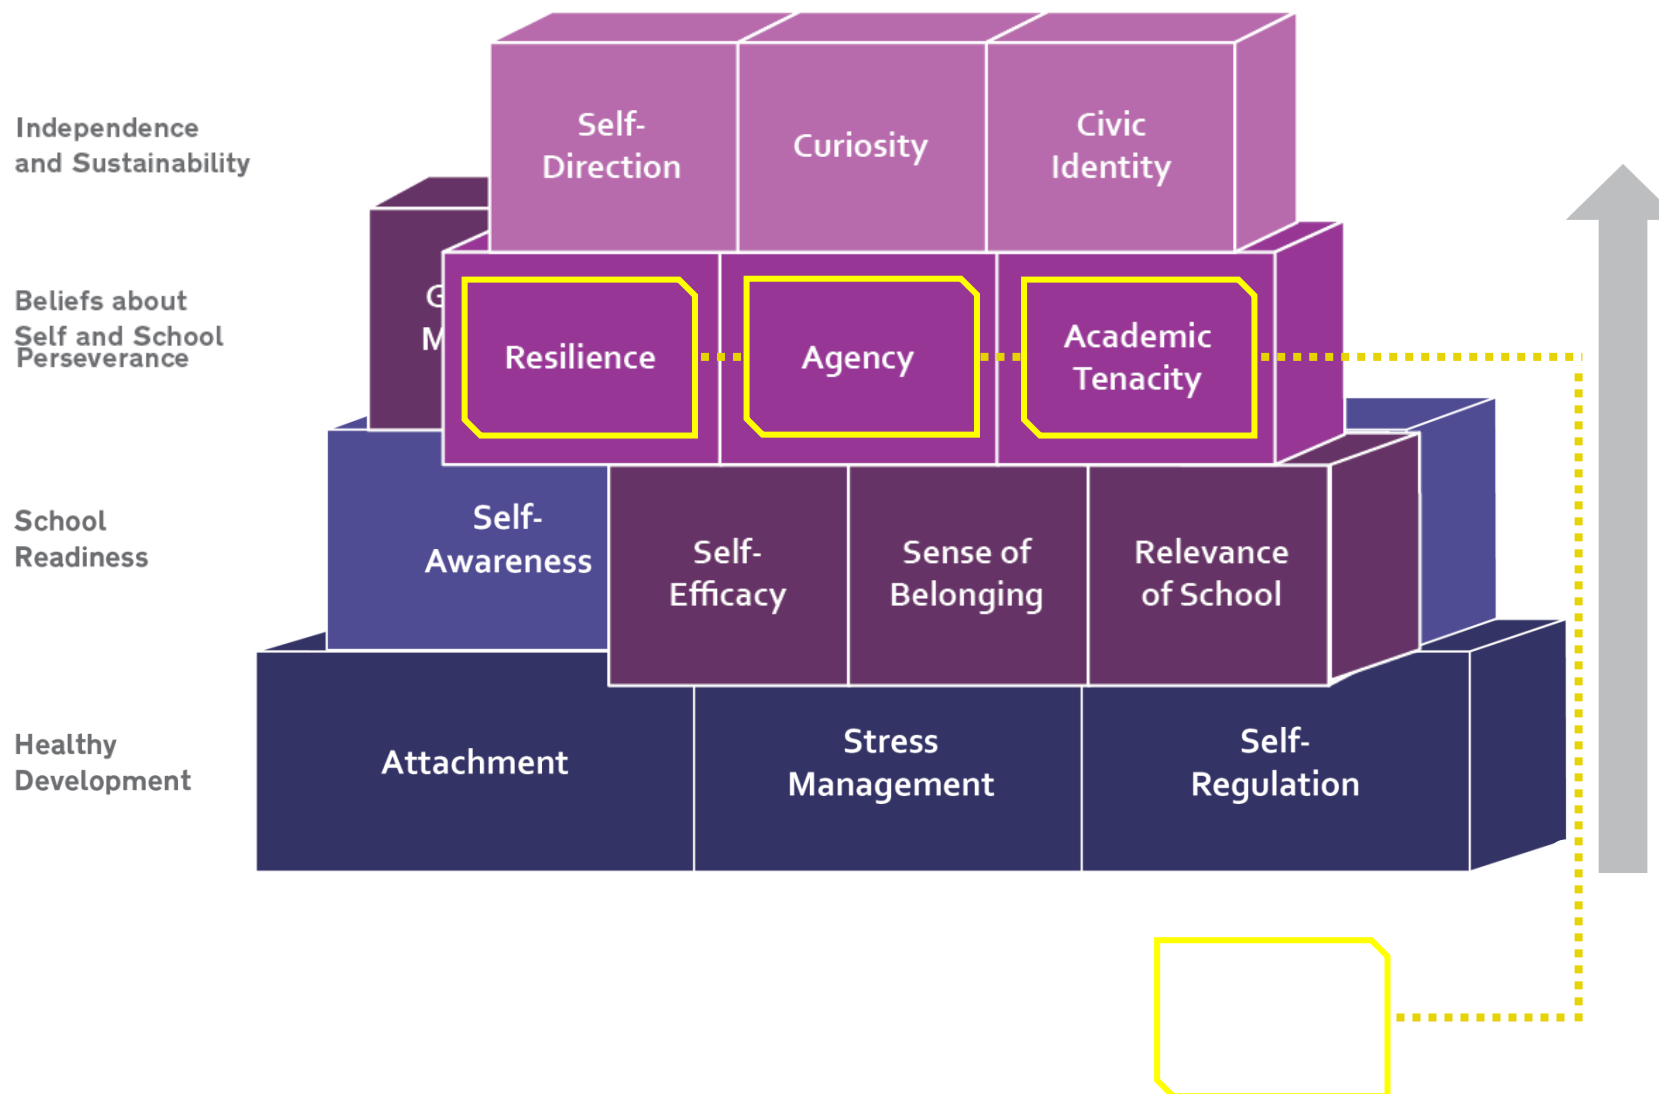 Independence
and Sustainability
Self-
Direction
Curiosity
Civic
Identity
Beliefs about
Self and School
Perseverance
G
M
Resilience
Agency
Academic
Tenacity
School
Readiness
Self-
Awareness
Self-
Efficacy
Sense of
Belonging
Relevance
of School
Healthy
Development
Attachment
Stress
Management
Self-
Regulation